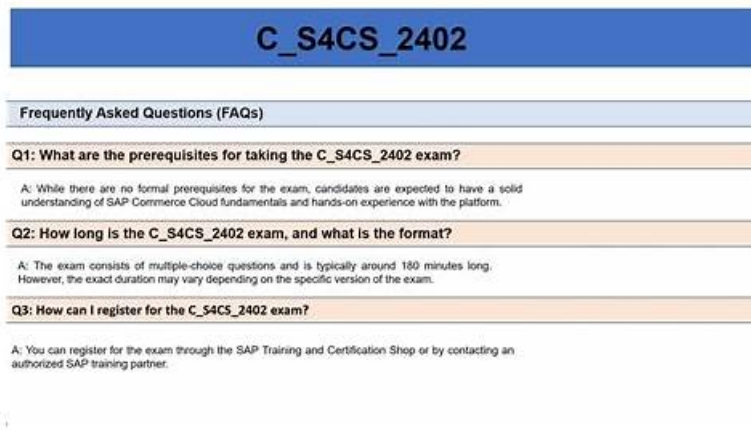 C_S4CS_2402
Frequently Asked Questions (FAQs)
Q1: What are the prerequisites for taking the C_S4CS_2402 exam?
A: While there are no formal prerequisites for the exam, candidates are expected to have a solid
understanding of SAP Commerce Cloud fundamentals and hands-on experience with the platform.
Q2: How long is the C_S4CS_2402 exam, and what is the format?
A: The exam consists of multiple-choice questions and is typically around 180 minutes long.
However, the exact duration may vary depending on the specific version of the exam.
Q3: How can I register for the C_S4CS_2402 exam?
A: You can register for the exam through the SAP Training and Certification Shop or by contacting an
authorized SAP training partner.